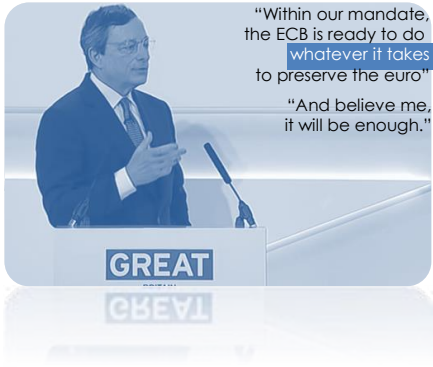 “Within our mandate,
the ECB is ready to do
whatever it takes
to preserve the euro”
“And believe me,
it will be enough.”
GREAT